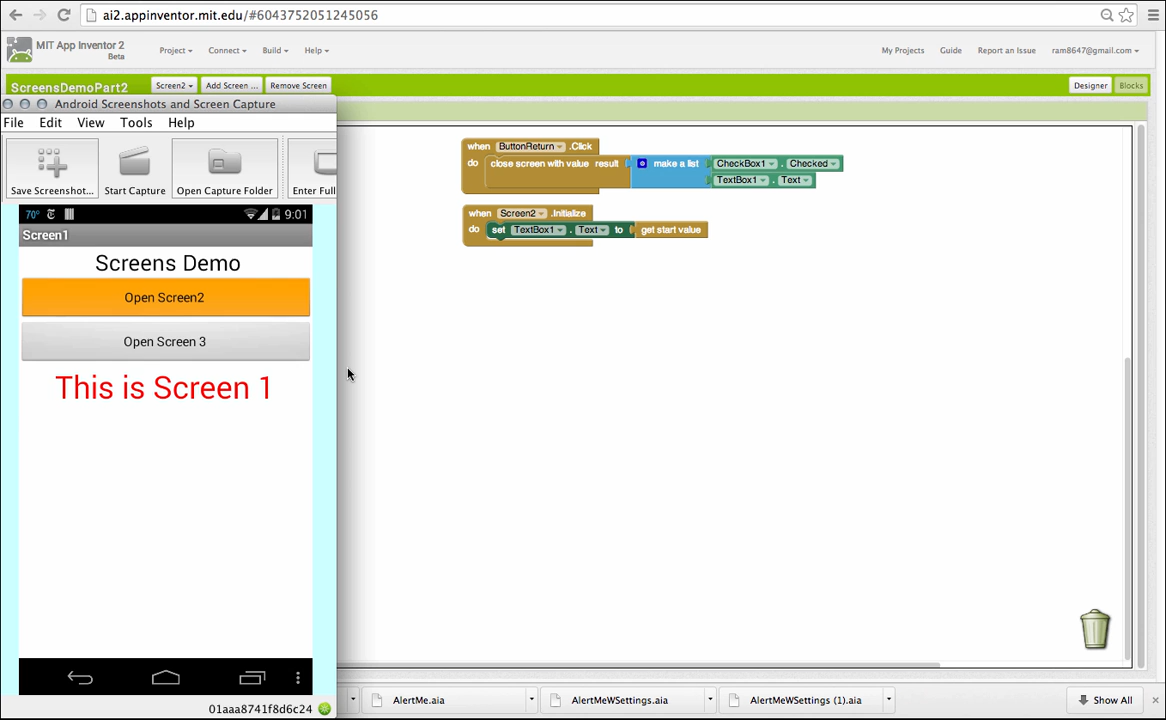 ai2.appinventor.mit.edu/#6043752051245056
MIT App Inventor 2
Beta
Project
Connect
Build
Help
My Projects
Guide
Report an Issue
ram8647@gmail.com
ScreensDemoPart2
Screen2
Add Screen ...
Remove Screen
Designer
Blocks
Android Screenshots and Screen Capture
File Edit View Tools Help
Save Screenshot...
Start Capture
Open Capture Folder
Enter Full
70° 9:01
Screen1
Screens Demo
Open Screen2
Open Screen 3
This is Screen 1
01aaa8741f8d6c24
when ButtonReturn .Click
do close screen with value result make a list CheckBox1 . Checked
TextBox1 . Text
when Screen2 .Initialize
do set TextBox1 . Text to get start value
AlertMe.aia
AlertMeWSettings.aia
AlertMeWSettings (1).aia
Show All